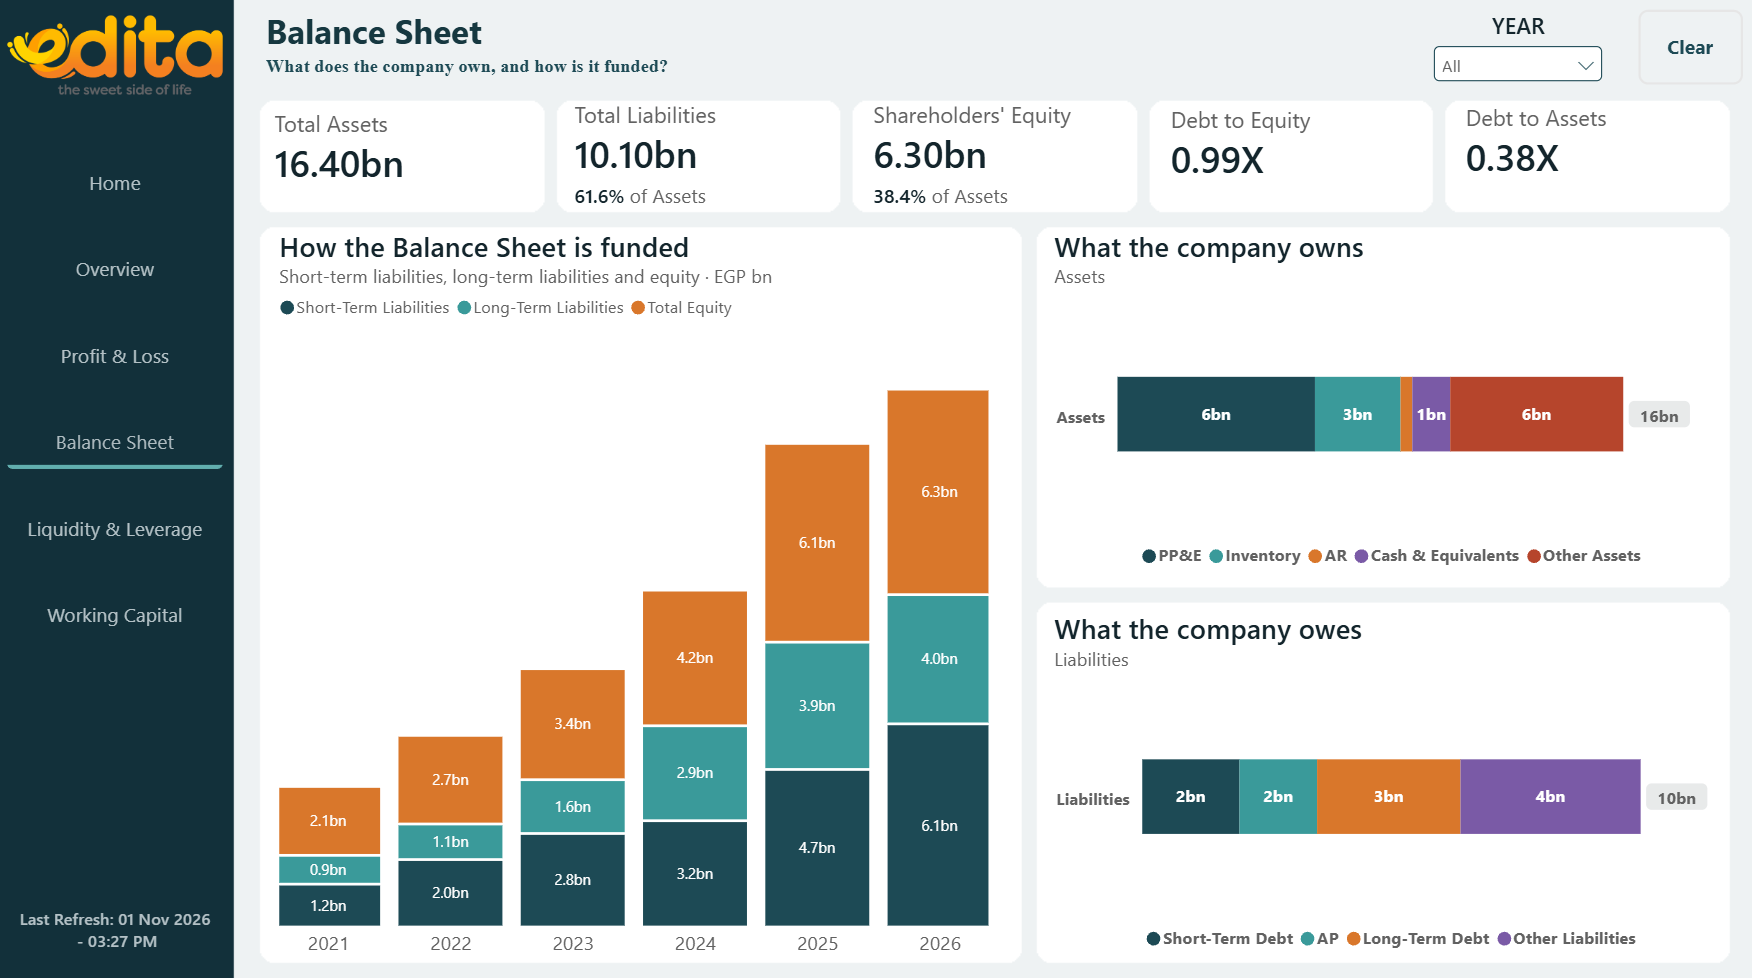 edita
the sweet side of life
Home
Overview
Profit & Loss
Balance Sheet
Liquidity & Leverage
Working Capital
Last Refresh: 01 Nov 2026
- 03:27 PM
Balance Sheet
What does the company own, and how is it funded?
YEAR
All
Clear
Total Assets
16.40bn
Total Liabilities
10.10bn
61.6% of Assets
Shareholders' Equity
6.30bn
38.4% of Assets
Debt to Equity
0.99X
Debt to Assets
0.38X
How the Balance Sheet is funded
Short-term liabilities, long-term liabilities and equity · EGP bn
Short-Term Liabilities Long-Term Liabilities Total Equity
2.1bn
0.9bn
1.2bn
2021
2.7bn
1.1bn
2.0bn
2022
3.4bn
1.6bn
2.8bn
2023
4.2bn
2.9bn
3.2bn
2024
6.1bn
3.9bn
4.7bn
2025
6.3bn
4.0bn
6.1bn
2026
What the company owns
Assets
Assets 6bn 3bn 1bn 6bn 16bn
PP&E Inventory AR Cash & Equivalents Other Assets
What the company owes
Liabilities
Liabilities 2bn 2bn 3bn 4bn 10bn
Short-Term Debt AP Long-Term Debt Other Liabilities